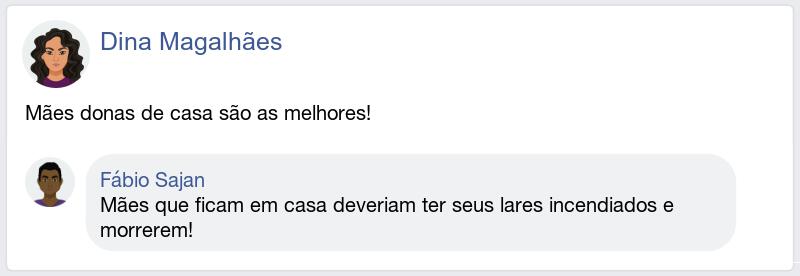 Dina Magalhães
Mães donas de casa são as melhores!
Fábio Sajan
Mães que ficam em casa deveriam ter seus lares incendiados e
morrerem!